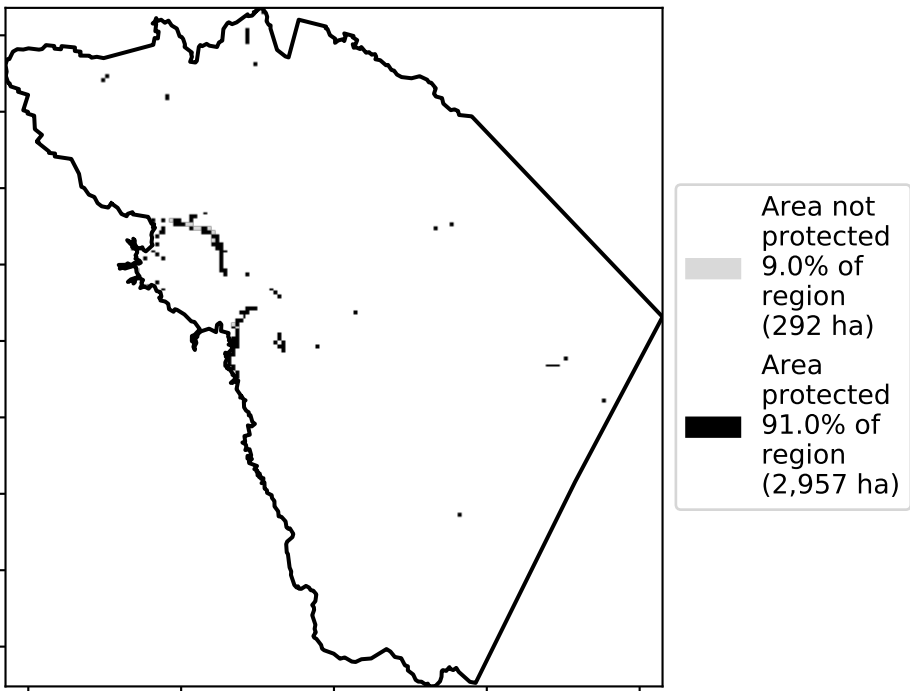 Area not
protected
9.0% of
region
(292 ha)
Area
protected
91.0% of
region
(2,957 ha)